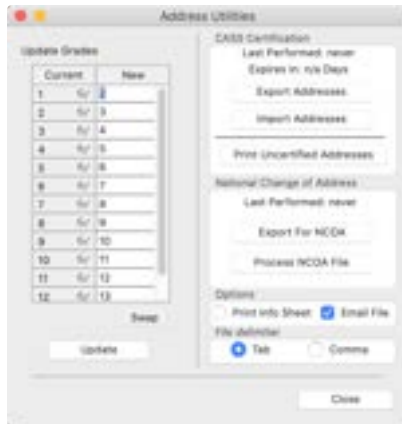 Address Utilities
Update Grades
Current New
1 2
2 3
3 4
4 5
5 6
6 7
7 8
8 9
9 10
10 11
11 12
12 13
Swap
Update
CASS Certification
Last Performed: never
Expires in: n/a Days
Export Addresses
Import Addresses
Print Uncertified Addresses
National Change of Address
Last Performed: never
Export For NCOA
Process NCOA File
Options
Print Info Sheet Email File
File delimiter
Tab Comma
Close